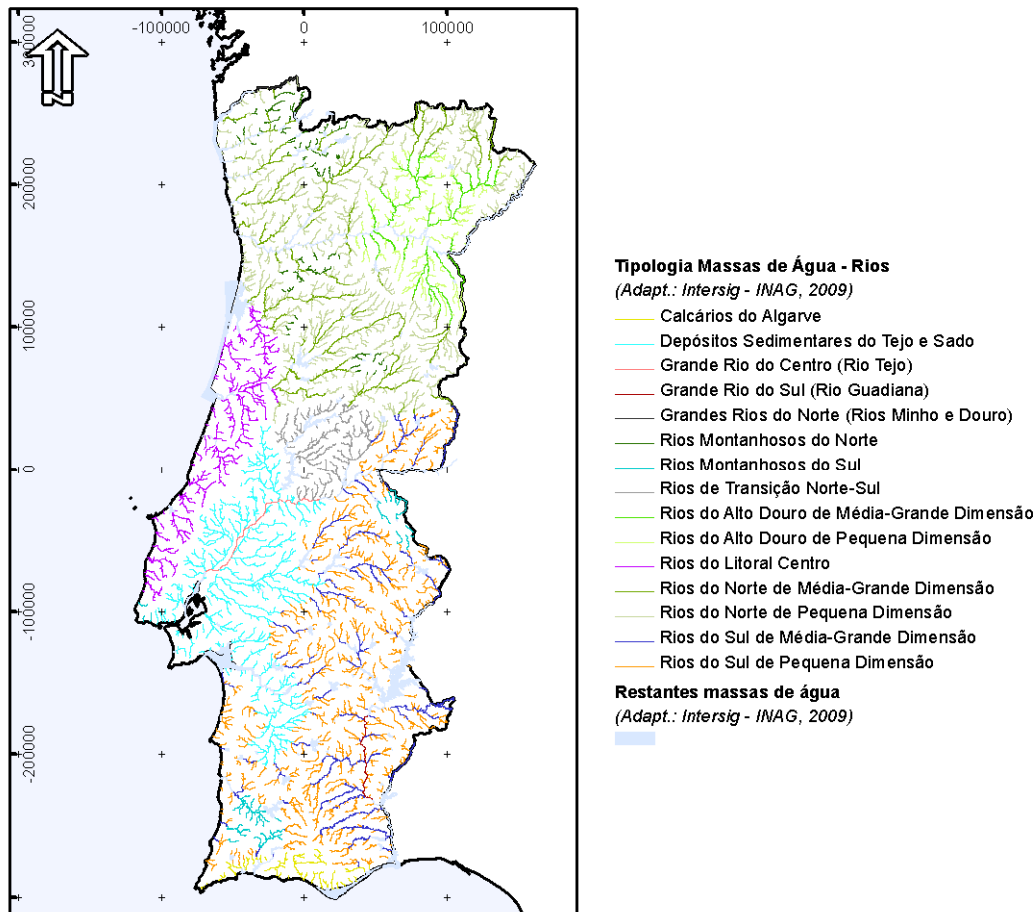 -100000 0 100000
300000
200000
100000
0
-100000
-200000
N
Tipologia Massas de Água - Rios
(Adapt.: Intersig - INAG, 2009)
Calcários do Algarve
Depósitos Sedimentares do Tejo e Sado
Grande Rio do Centro (Rio Tejo)
Grande Rio do Sul (Rio Guadiana)
Grandes Rios do Norte (Rios Minho e Douro)
Rios Montanhosos do Norte
Rios Montanhosos do Sul
Rios de Transição Norte-Sul
Rios do Alto Douro de Média-Grande Dimensão
Rios do Alto Douro de Pequena Dimensão
Rios do Litoral Centro
Rios do Norte de Média-Grande Dimensão
Rios do Norte de Pequena Dimensão
Rios do Sul de Média-Grande Dimensão
Rios do Sul de Pequena Dimensão
Restantes massas de água
(Adapt.: Intersig - INAG, 2009)